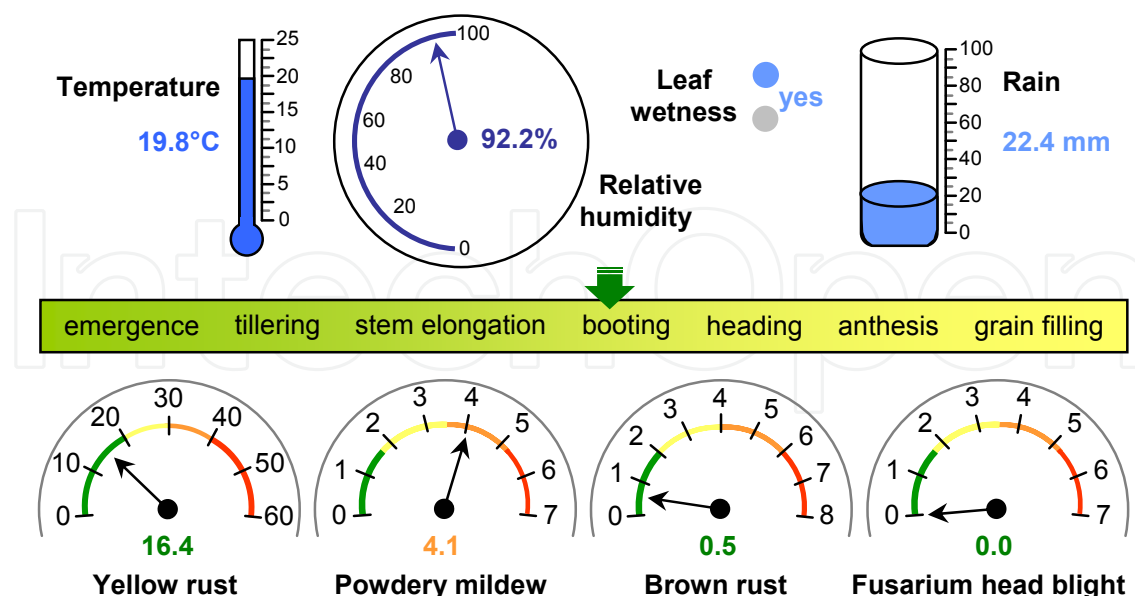 Temperature
19.8°C
25
20
15
10
5
0
100
80
60
40
20
0
92.2%
Relative
humidity
Leaf
wetness
yes
100
80
60
40
20
0
Rain
22.4 mm
IntechOpen
emergence tillering stem elongation booting heading anthesis grain filling
0 10 20 30 40 50 60
16.4
Yellow rust
0 1 2 3 4 5 6 7
4.1
Powdery mildew
0 1 2 3 4 5 6 7 8
0.5
Brown rust
0 1 2 3 4 5 6 7
0.0
Fusarium head blight